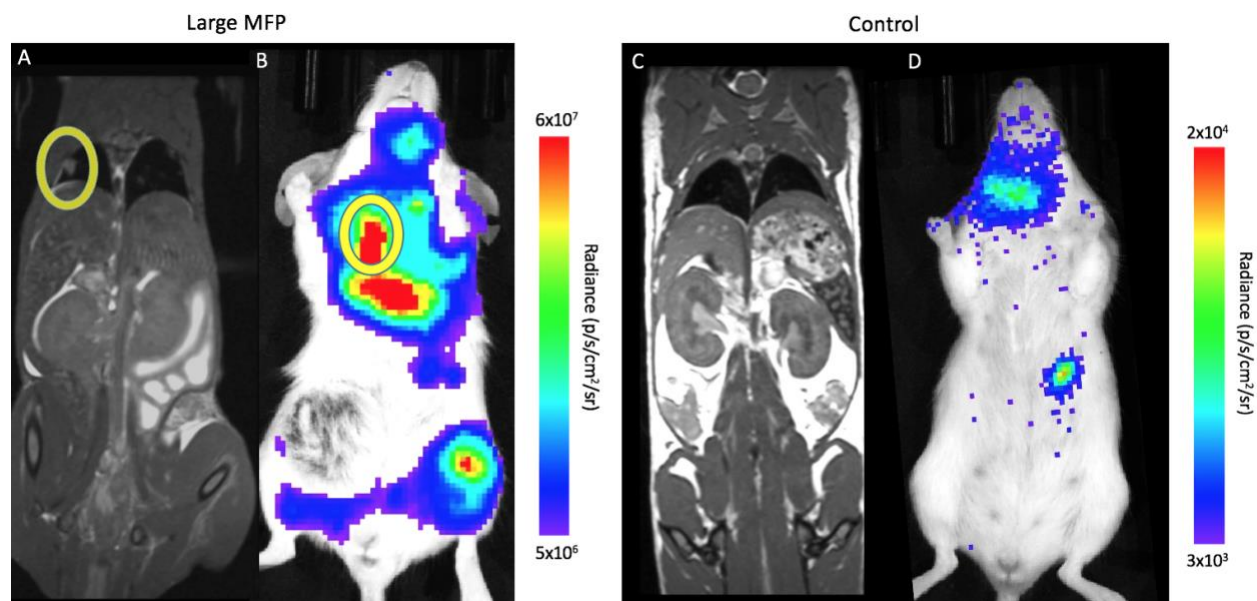 Large MFP
Control
A
B
C
D
6x10⁷
Radiance (p/s/cm²/sr)
5x10⁶
2x10⁴
Radiance (p/s/cm²/sr)
3x10³